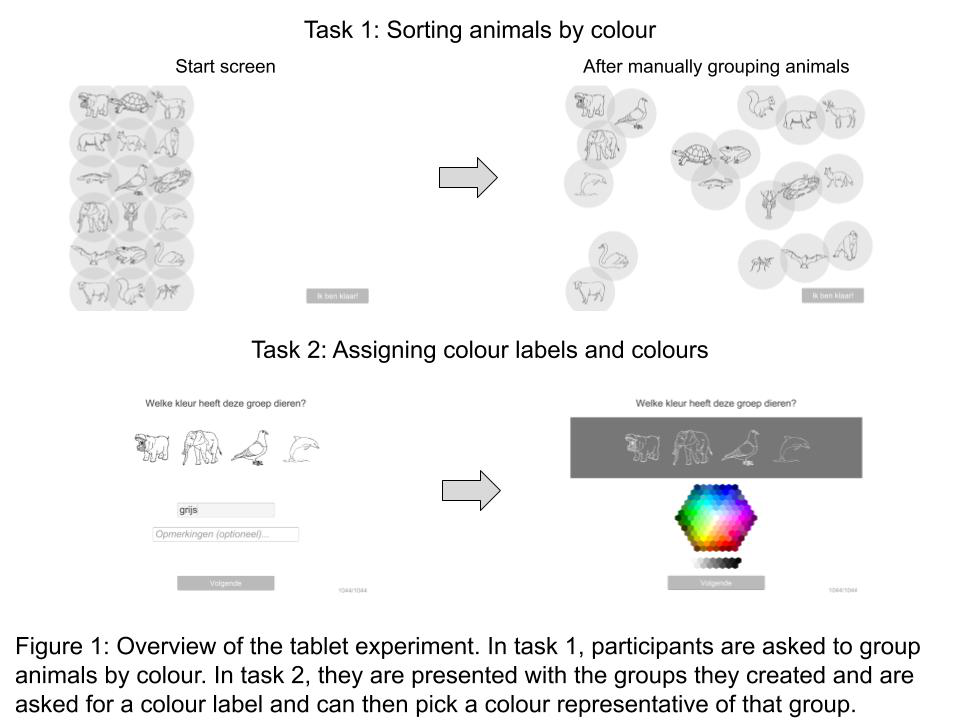 Task 1: Sorting animals by colour
Start screen
After manually grouping animals
Ik ben klaar!
Ik ben klaar!
Task 2: Assigning colour labels and colours
Welke kleur heeft deze groep dieren?
Welke kleur heeft deze groep dieren?
grijs
Opmerkingen (optioneel)...
Volgende
Volgende
1044/1044
1044/1044
Figure 1: Overview of the tablet experiment. In task 1, participants are asked to group
animals by colour. In task 2, they are presented with the groups they created and are
asked for a colour label and can then pick a colour representative of that group.